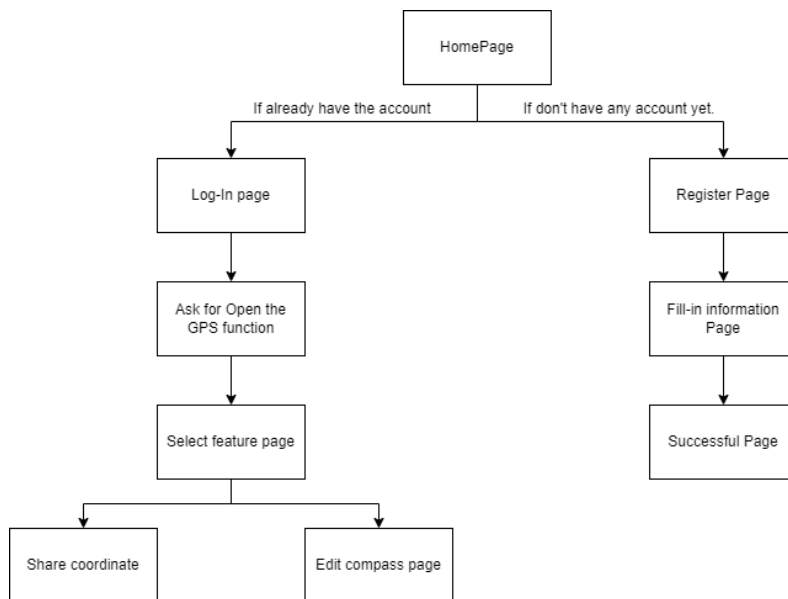 HomePage
If already have the account
If don't have any account yet.
Log-In page
Register Page
Ask for Open the
GPS function
Fill-in information
Page
Select feature page
Successful Page
Share coordinate
Edit compass page